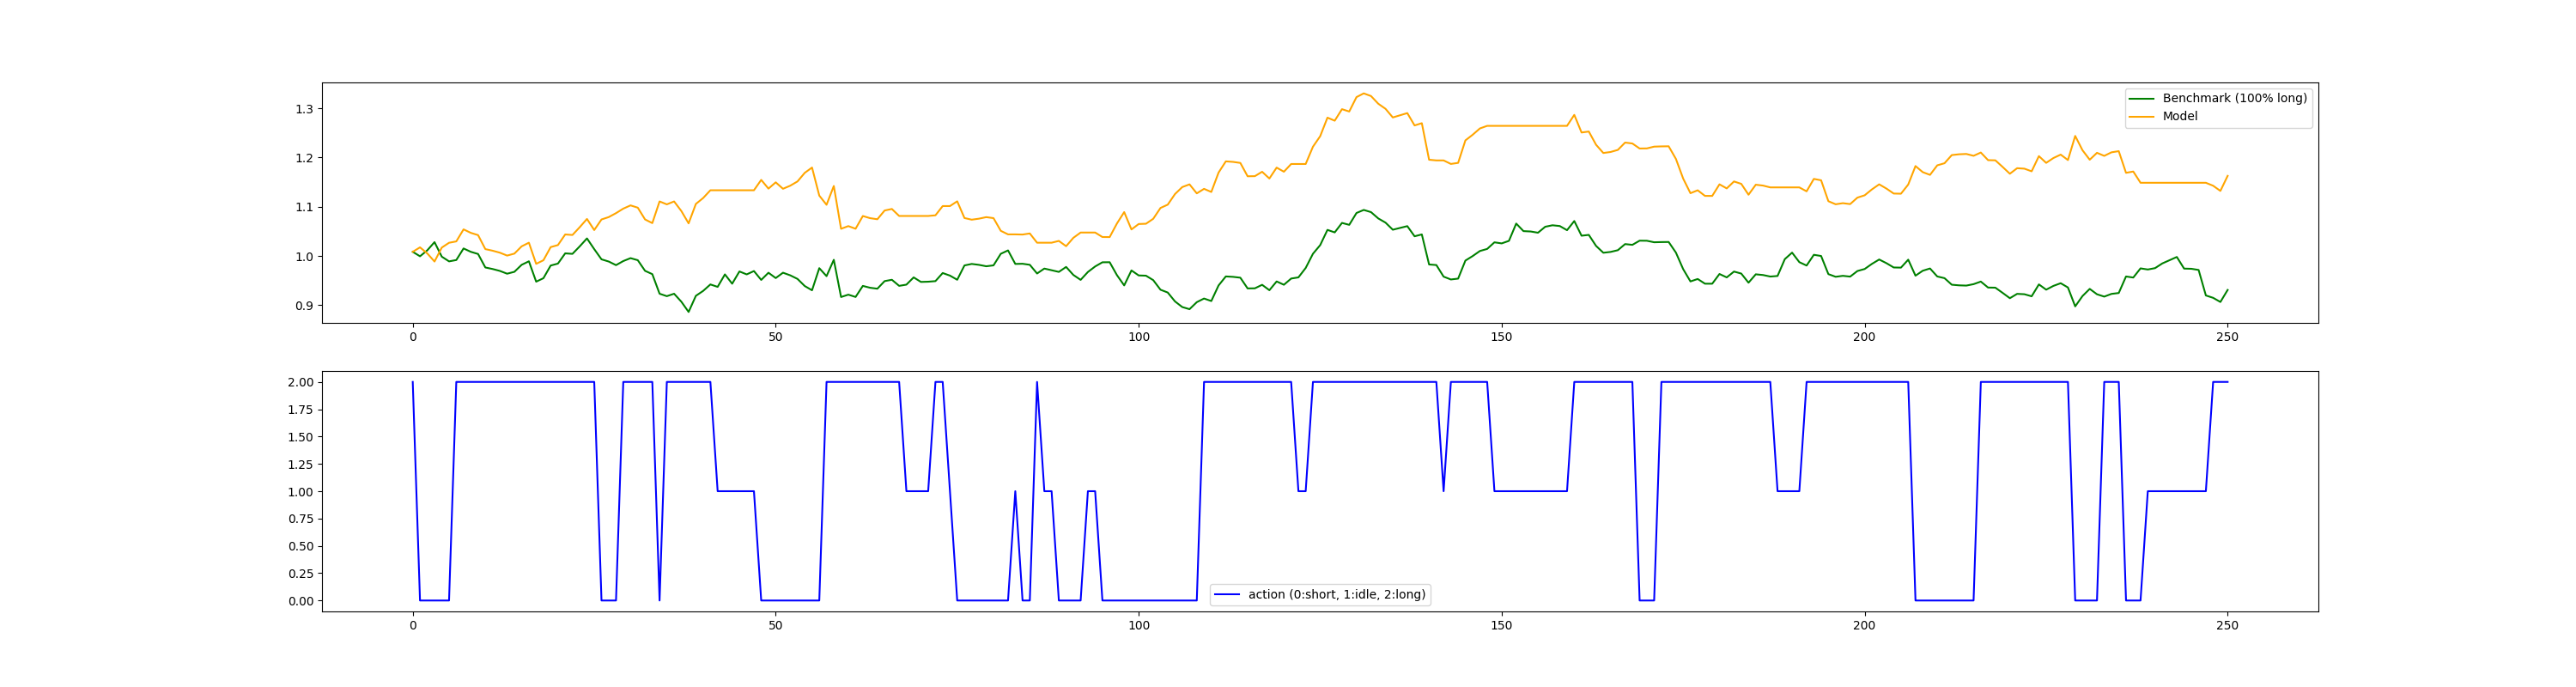 1.3
1.2
1.1
1.0
0.9
Benchmark (100% long)
Model
0 50 100 150 200 250
2.00
1.75
1.50
1.25
1.00
0.75
0.50
0.25
0.00
action (0:short, 1:idle, 2:long)
0 50 100 150 200 250